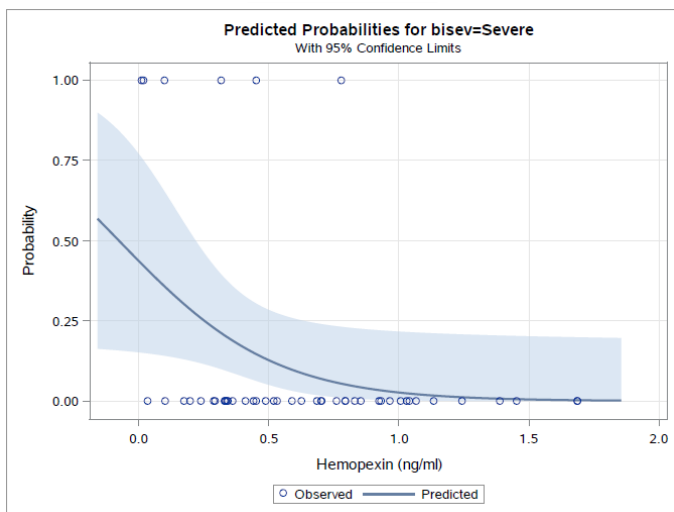 Predicted Probabilities for bisev=Severe
With 95% Confidence Limits
1.00
0.75
0.50
0.25
0.00
Probability
0.0 0.5 1.0 1.5 2.0
Hemopexin (ng/ml)
Observed Predicted